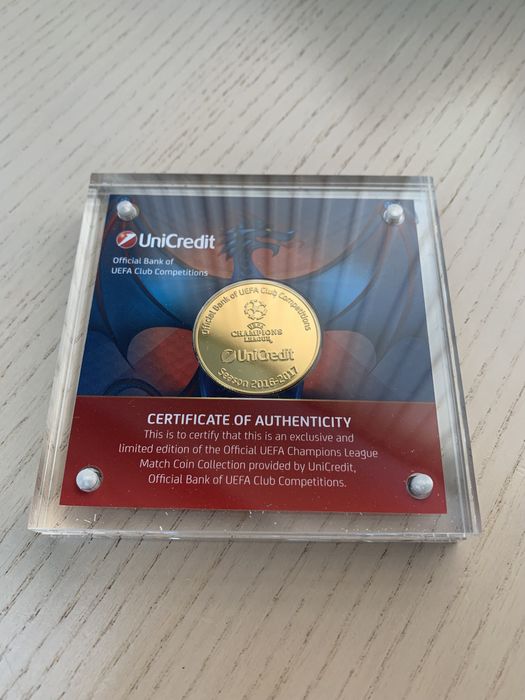 UniCredit
Official Bank of
UEFA Club Competitions
Official Bank of UEFA Club Competitions
UEFA
CHAMPIONS
LEAGUE
UniCredit
Season 2016-2017
CERTIFICATE OF AUTHENTICITY
This is to certify that this is an exclusive and
limited edition of the Official UEFA Champions League
Match Coin Collection provided by UniCredit,
Official Bank of UEFA Club Competitions.